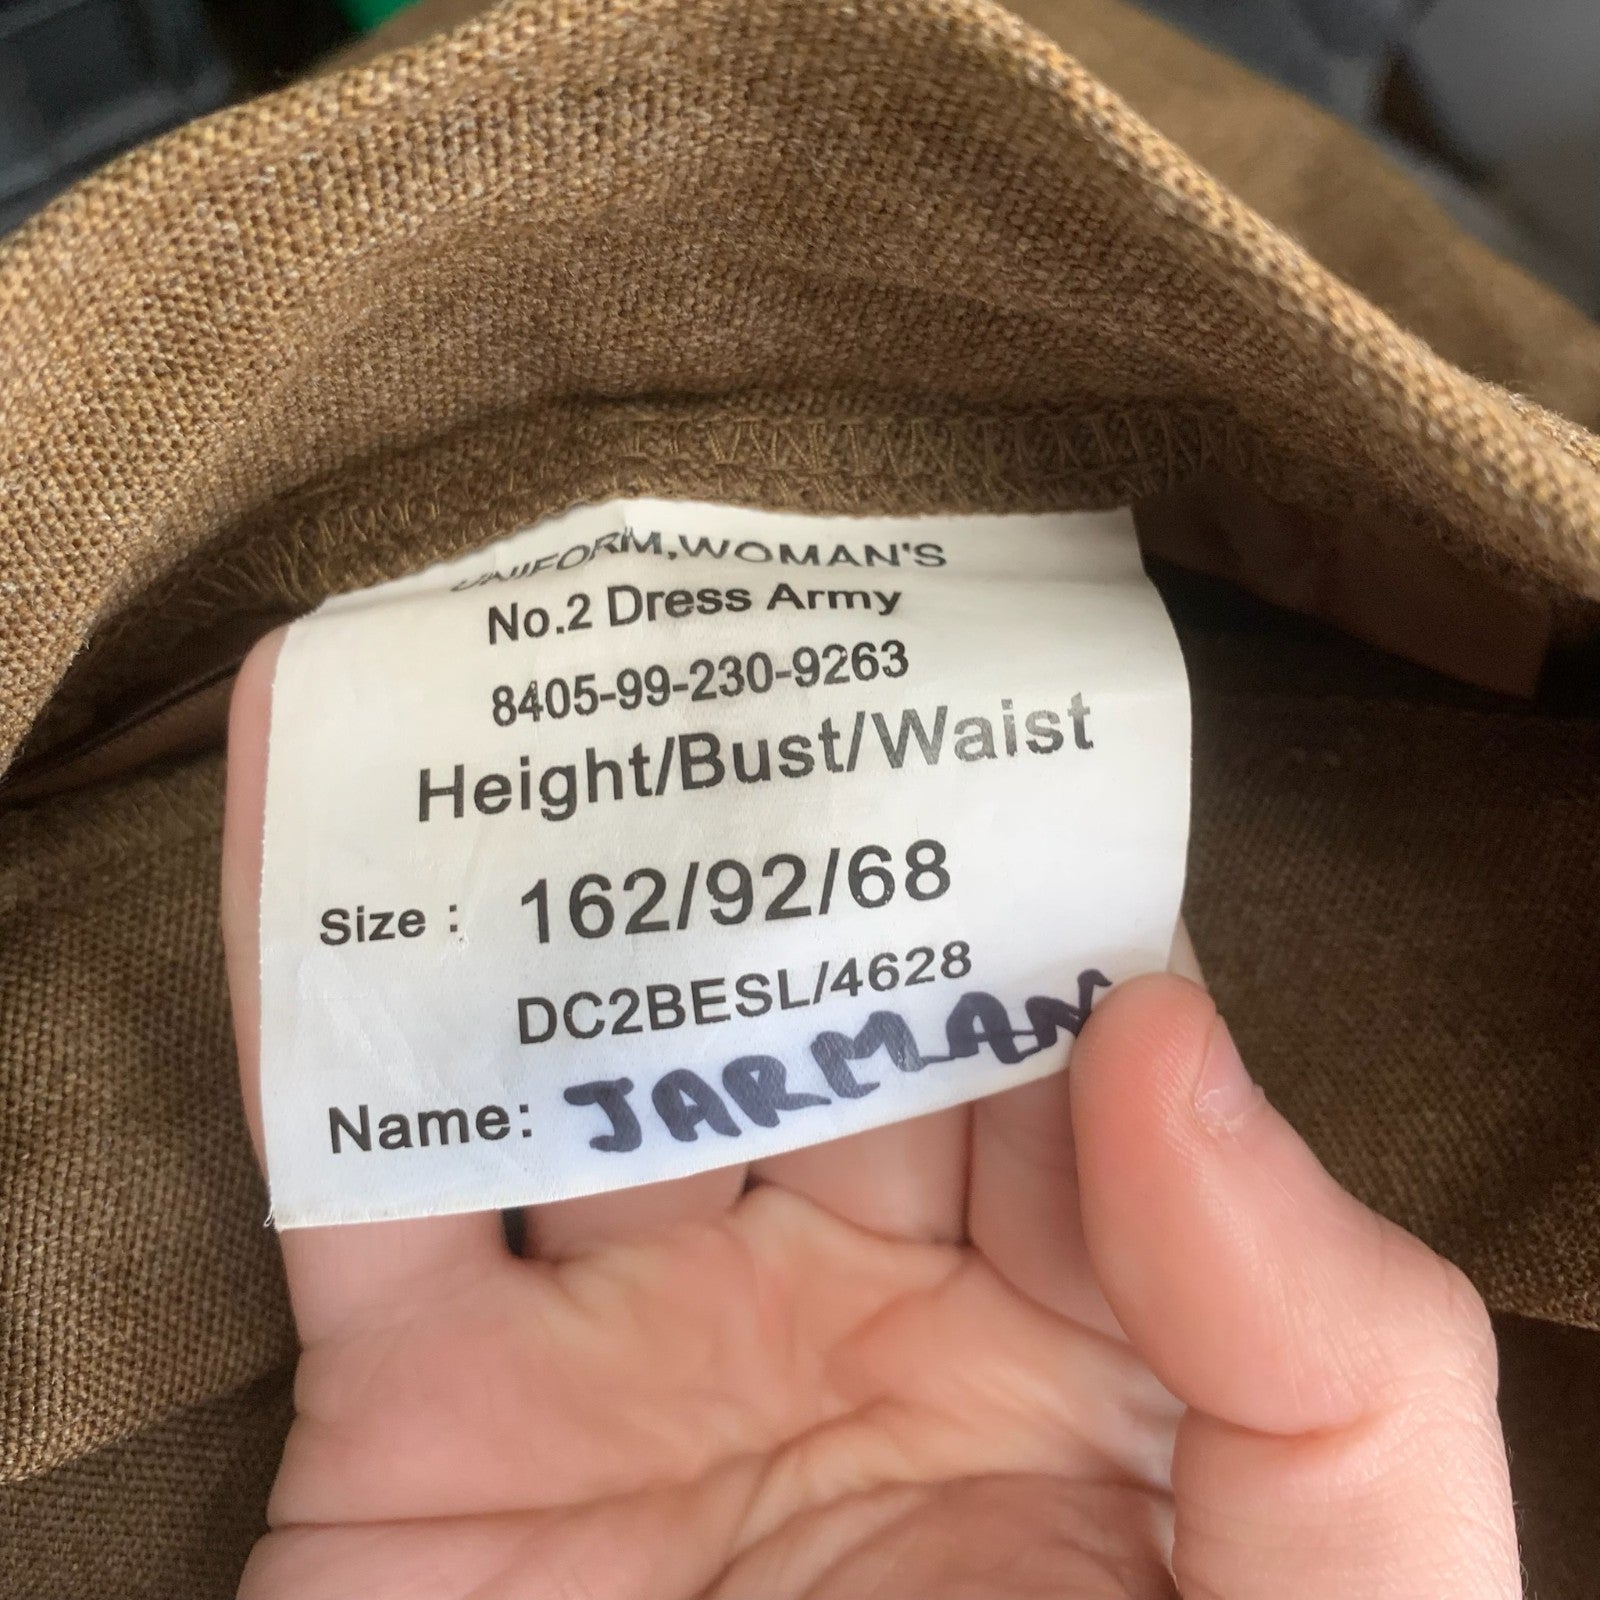 UNIFORM,WOMAN'S
No.2 Dress Army
8405-99-230-9263
Height/Bust/Waist
Size : 162/92/68
DC2BESL/4628
Name: JARMAN